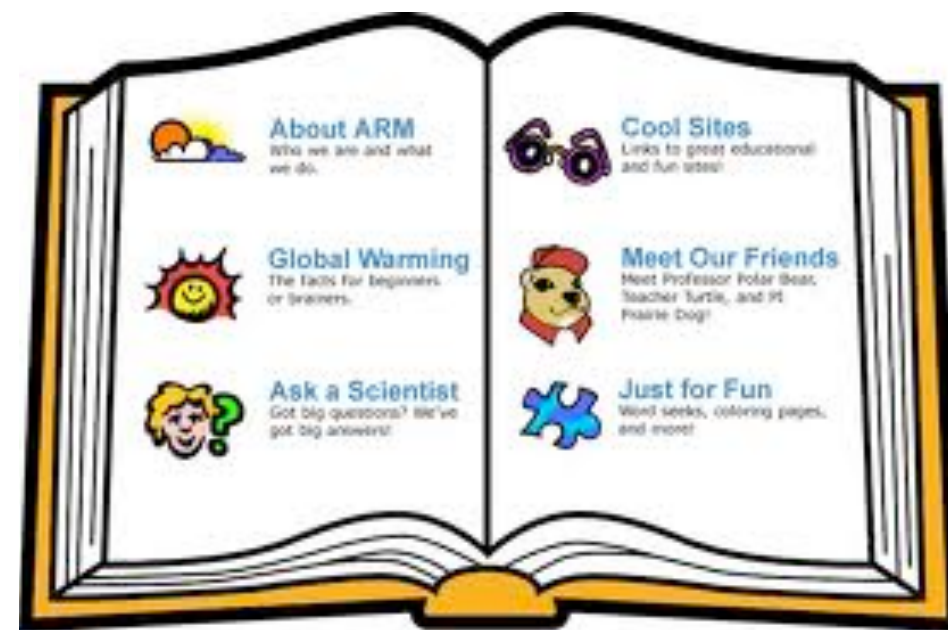 About ARM
Who we are and what
we do.
Global Warming
The facts for beginners
or brainers.
Ask a Scientist
Got big questions? We've
got big answers!
Cool Sites
Links to great educational
and fun sites!
Meet Our Friends
Meet Professor Polar Bear,
Teacher Turtle, and PI
Prairie Dog!
Just for Fun
Word seeks, coloring pages,
and more!